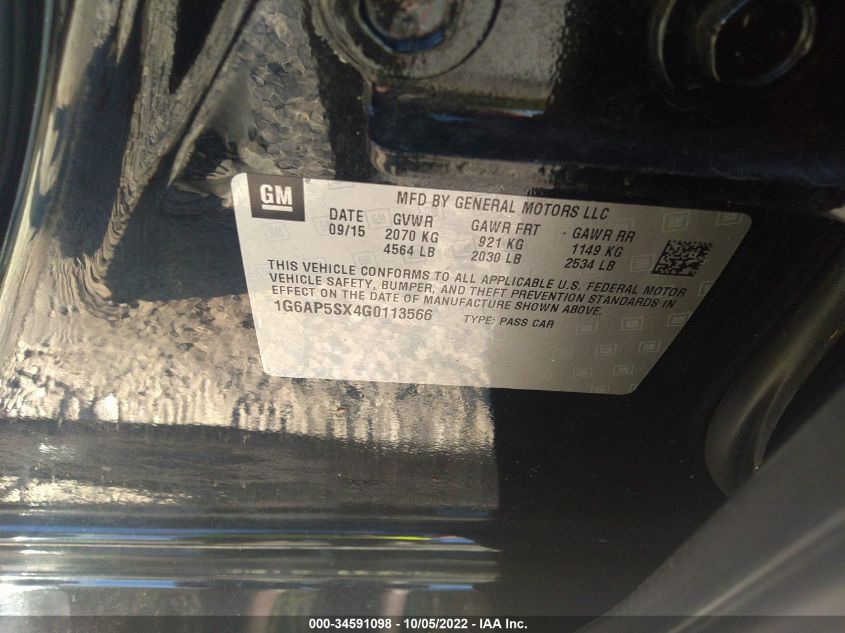 GM
MFD BY GENERAL MOTORS LLC
DATE GVWR GAWR FRT GAWR RR
09/15 2070 KG 921 KG 1149 KG
4564 LB 2030 LB 2534 LB
THIS VEHICLE CONFORMS TO ALL APPLICABLE U.S. FEDERAL MOTOR
VEHICLE SAFETY, BUMPER, AND THEFT PREVENTION STANDARDS IN
EFFECT ON THE DATE OF MANUFACTURE SHOWN ABOVE.
1G6AP5SX4G0113566 TYPE: PASS CAR
000-34591098 - 10/05/2022 - IAA Inc.